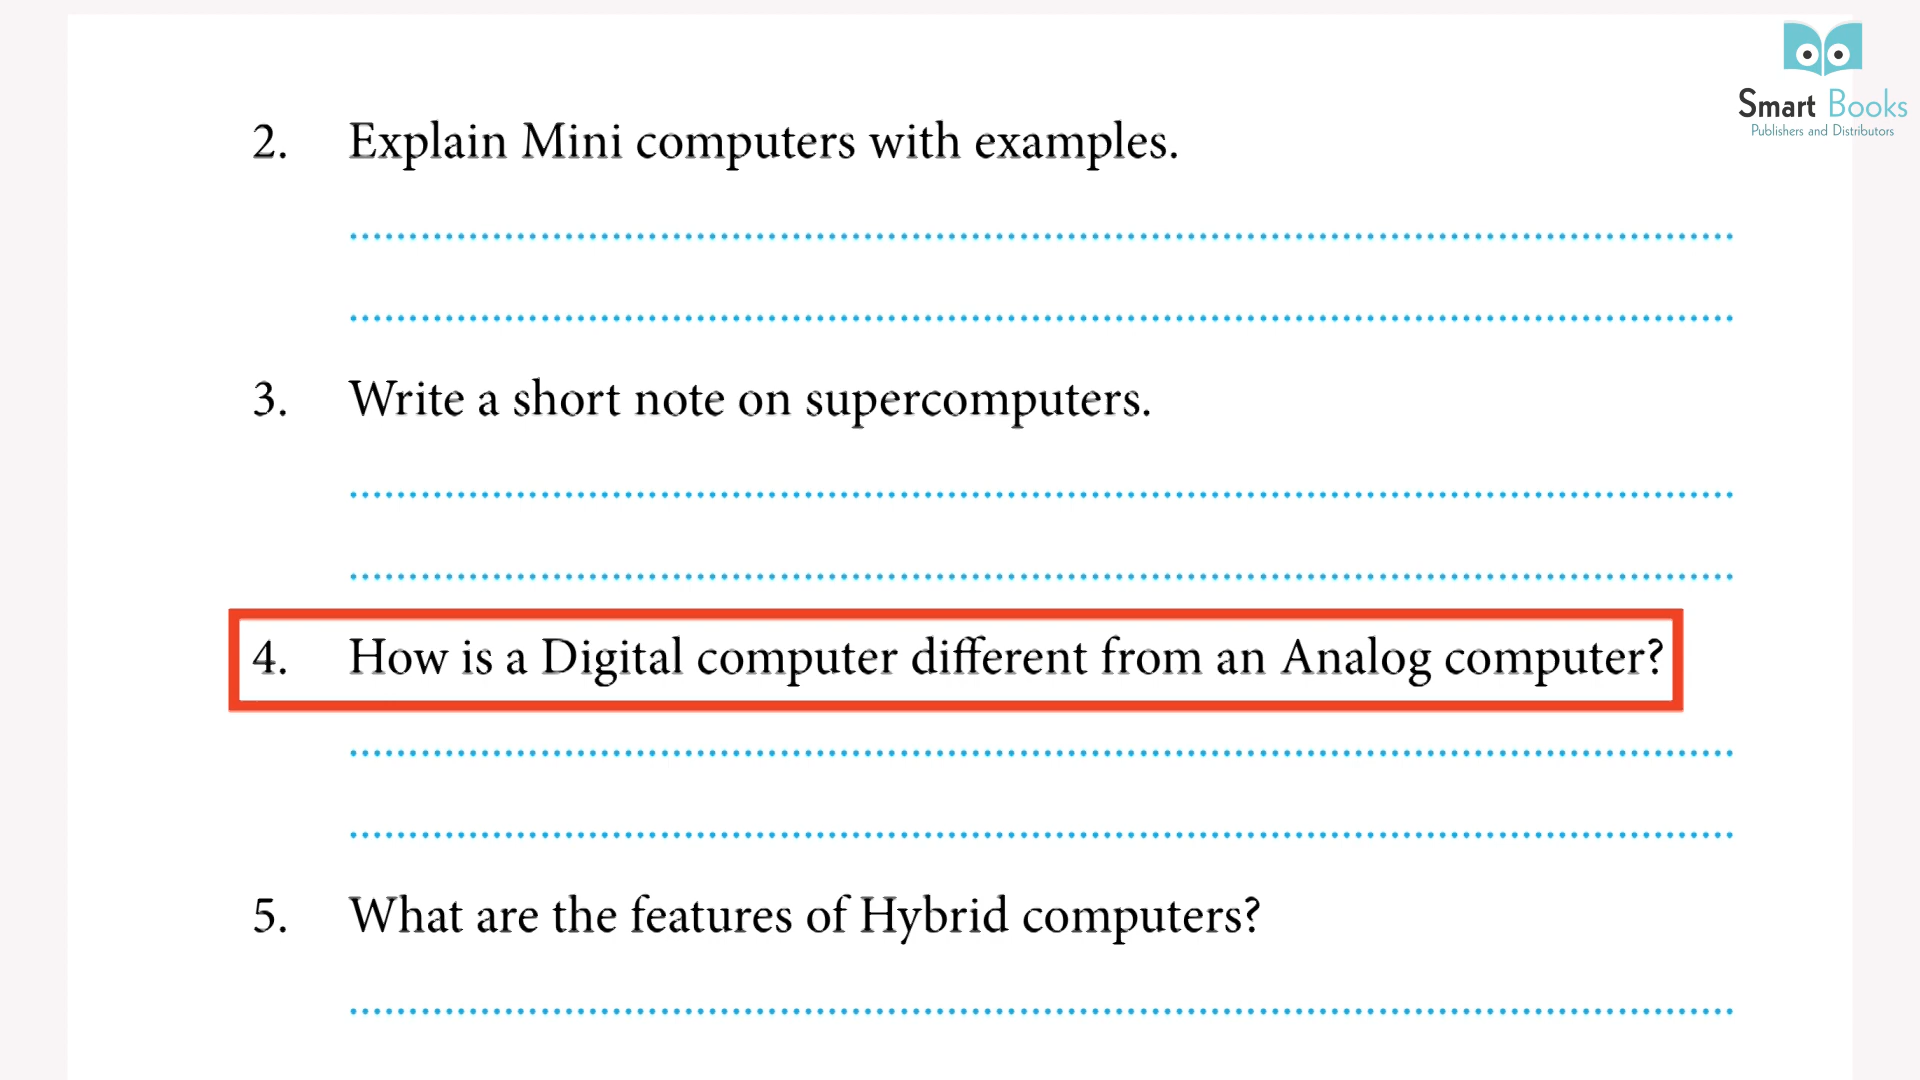 Smart Books
Publishers and Distributors
2. Explain Mini computers with examples.
3. Write a short note on supercomputers.
4. How is a Digital computer different from an Analog computer?
5. What are the features of Hybrid computers?